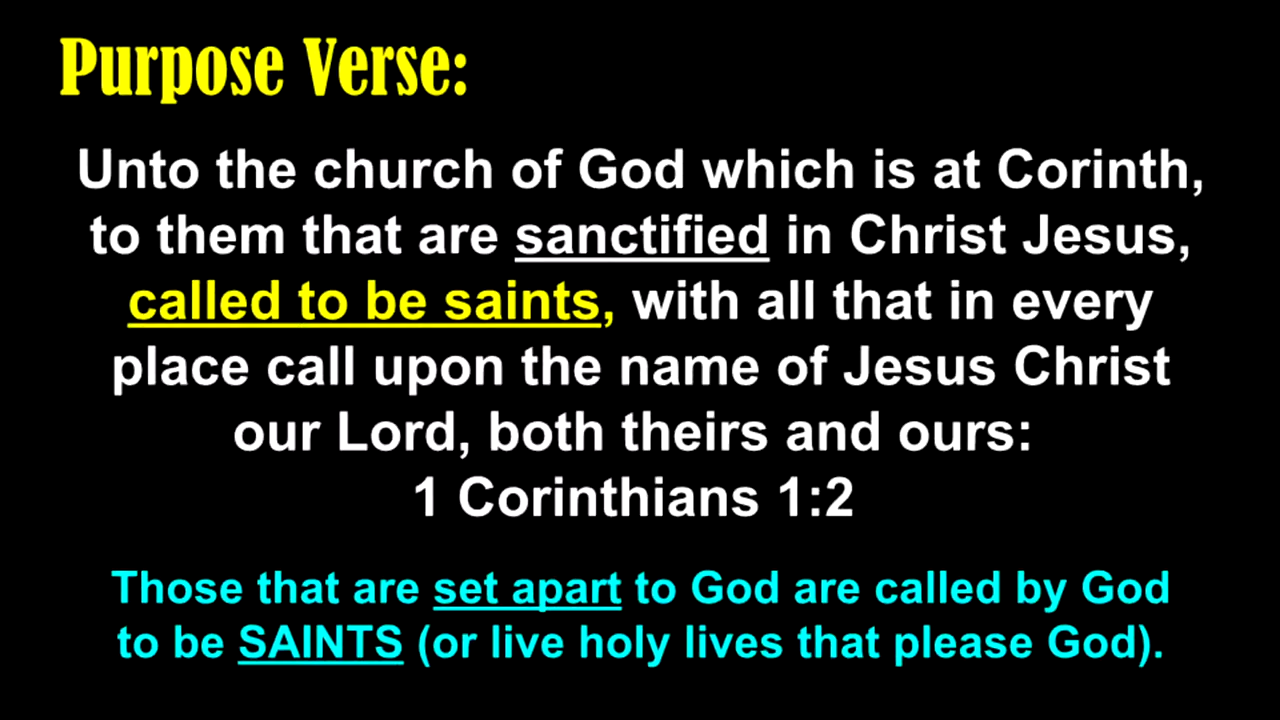 Purpose Verse:
Unto the church of God which is at Corinth,
to them that are sanctified in Christ Jesus,
called to be saints, with all that in every
place call upon the name of Jesus Christ
our Lord, both theirs and ours:
1 Corinthians 1:2
Those that are set apart to God are called by God
to be SAINTS (or live holy lives that please God).